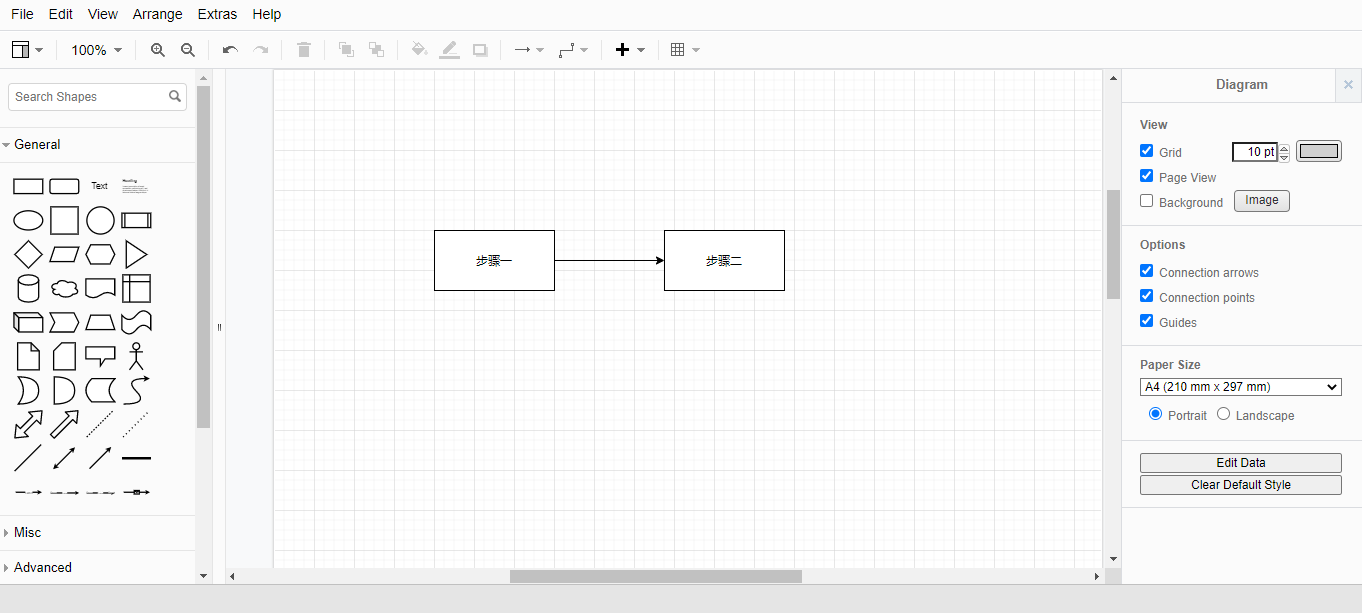 File Edit View Arrange Extras Help
100%
Search Shapes
General
Text
Heading
Misc
Advanced
步骤一
步骤二
Diagram
View
Grid 10 pt
Page View
Background Image
Options
Connection arrows
Connection points
Guides
Paper Size
A4 (210 mm x 297 mm)
Portrait Landscape
Edit Data
Clear Default Style